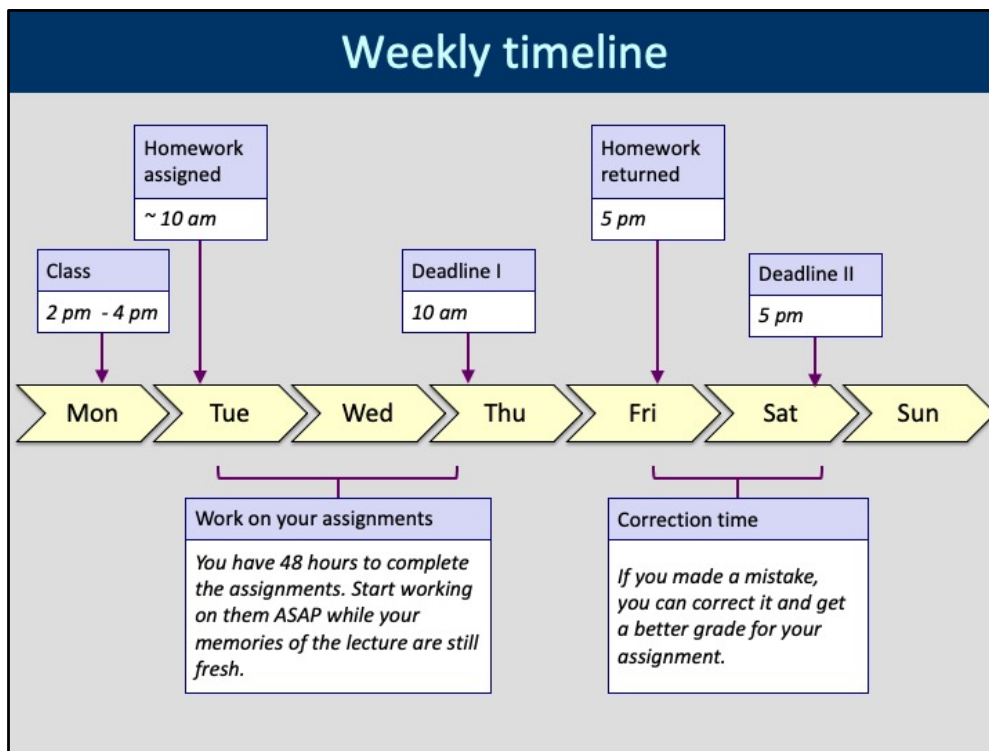 Weekly timeline
Homework
assigned
~ 10 am
Homework
returned
5 pm
Class
2 pm  - 4 pm
Deadline I
10 am
Deadline II
5 pm
Mon
Tue
Wed
Thu
Fri
Sat
Sun
Work on your assignments
You have 48 hours to complete
the assignments. Start working
on them ASAP while your
memories of the lecture are still
fresh.
Correction time
If you made a mistake,
you can correct it and get
a better grade for your
assignment.